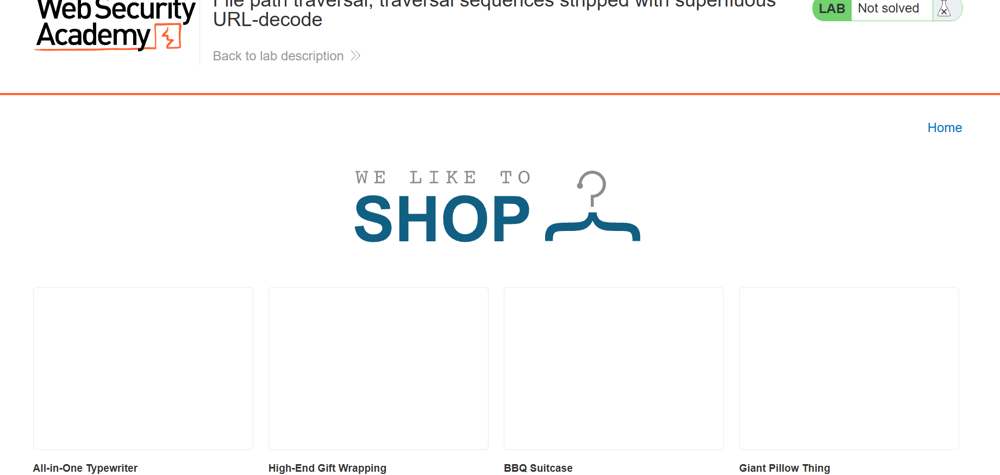 Web Security
Academy
File path traversal, traversal sequences stripped with superfluous
URL-decode
Back to lab description
LAB Not solved
Home
WE LIKE TO
SHOP
All-in-One Typewriter
High-End Gift Wrapping
BBQ Suitcase
Giant Pillow Thing